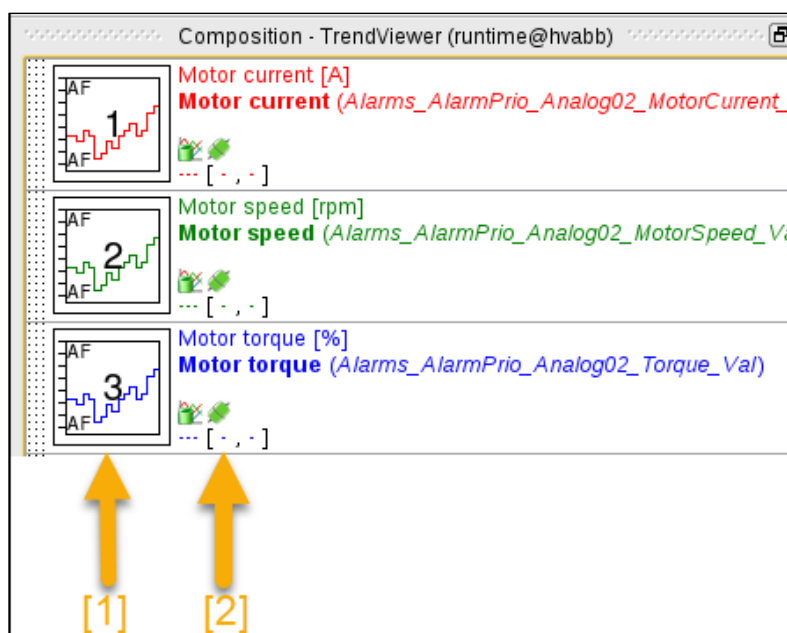 Composition - TrendViewer (runtime@hvabb)
AF
1
AF
Motor current [A]
Motor current (Alarms_AlarmPrio_Analog02_MotorCurrent_
--- [ - , - ]
AF
2
AF
Motor speed [rpm]
Motor speed (Alarms_AlarmPrio_Analog02_MotorSpeed_Va
--- [ - , - ]
AF
3
AF
Motor torque [%]
Motor torque (Alarms_AlarmPrio_Analog02_Torque_Val)
--- [ - , - ]
[1] [2]